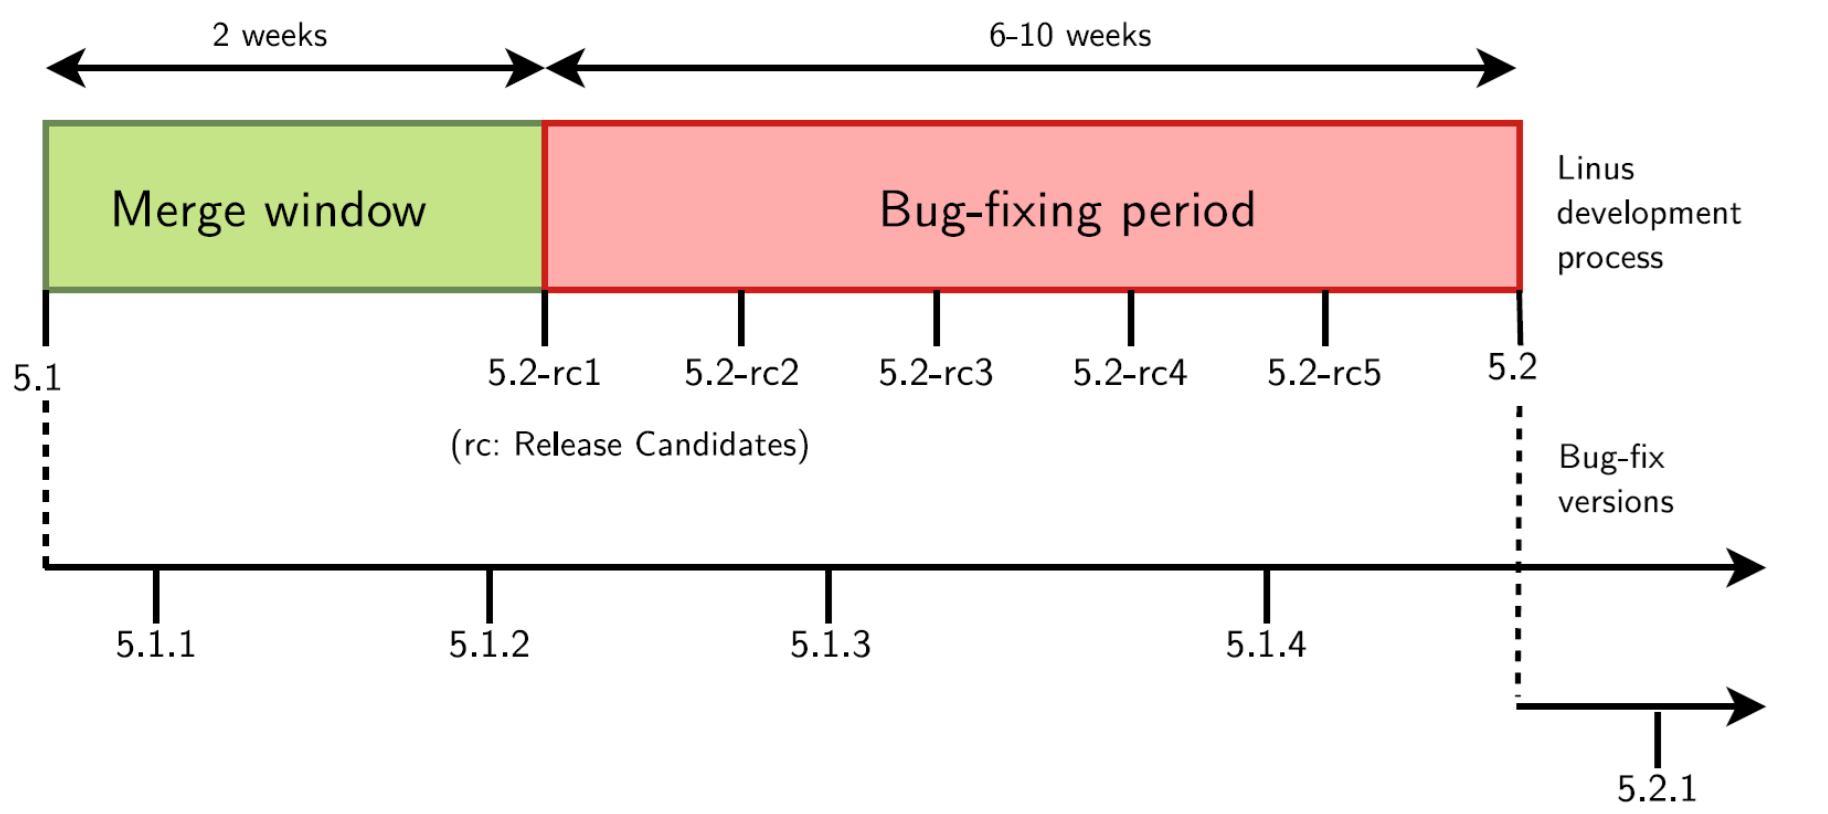 2 weeks
6-10 weeks
Merge window
Bug-fixing period
Linus
development
process
5.1
5.2-rc1
5.2-rc2
5.2-rc3
5.2-rc4
5.2-rc5
5.2
(rc: Release Candidates)
Bug-fix
versions
5.1.1
5.1.2
5.1.3
5.1.4
5.2.1